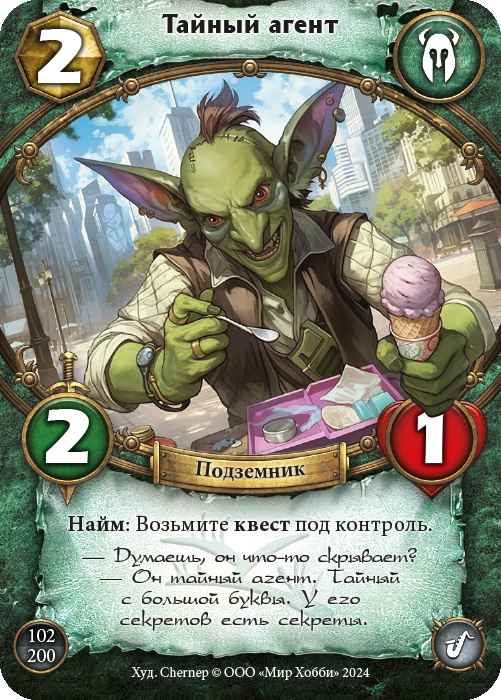 2
Тайный агент
2
Подземник
1
Найм: Возьмите квест под контроль.
— Думаешь, он что-то скрывает?
— Он тайный агент. Тайный
с большой буквы. У его
секретов есть секреты.
102
200
Худ. Chernep © ООО «Мир Хобби» 2024